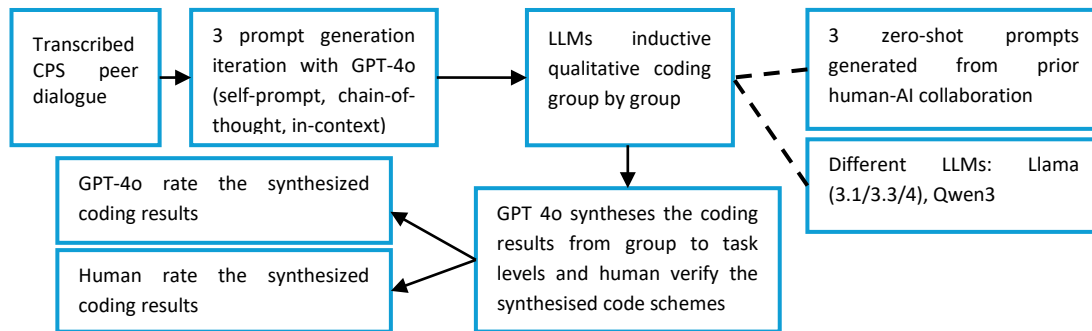 Transcribed
CPS peer
dialogue
3 prompt generation
iteration with GPT-4o
(self-prompt, chain-of-
thought, in-context)
LLMs inductive
qualitative coding
group by group
3 zero-shot prompts
generated from prior
human-AI collaboration
Different LLMs: Llama
(3.1/3.3/4), Qwen3
GPT-4o rate the synthesized
coding results
Human rate the synthesized
coding results
GPT 4o syntheses the coding
results from group to task
levels and human verify the
synthesised code schemes